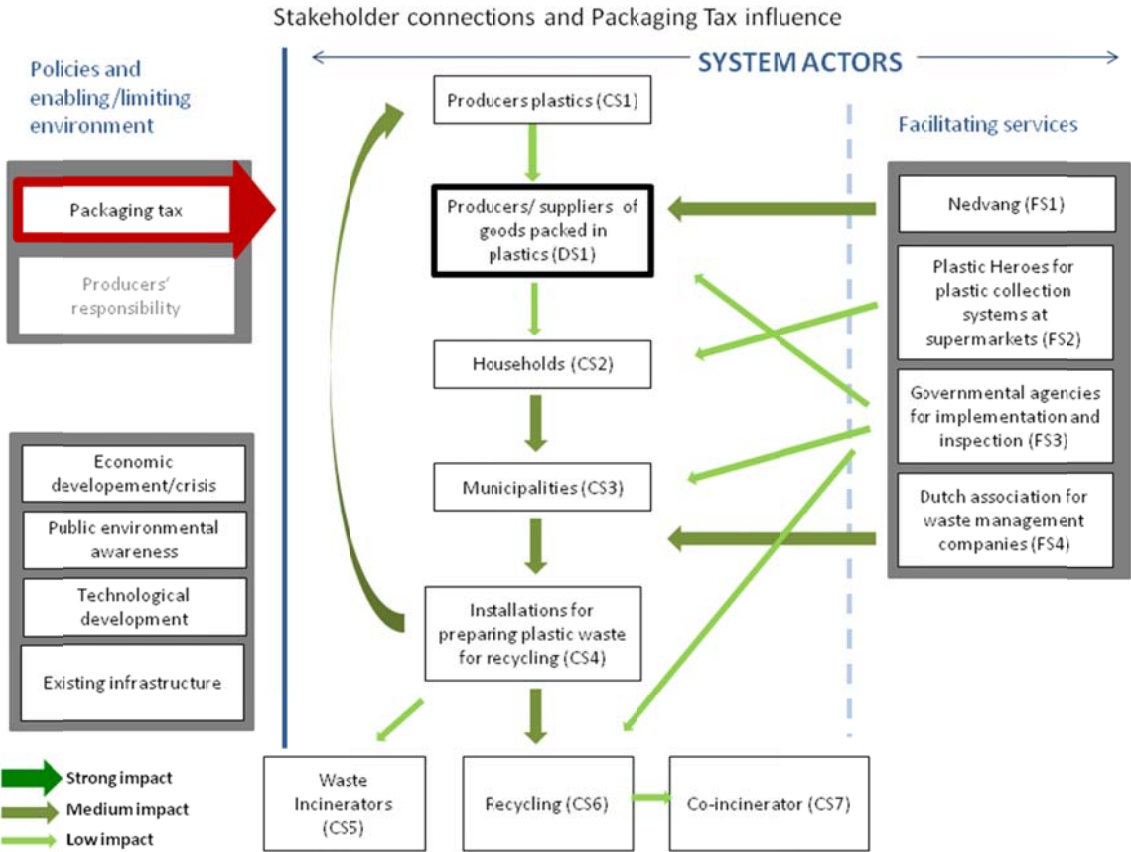 Stakeholder connections and Packaging Tax influence
Policies and
enabling/limiting
environment
SYSTEM ACTORS
Facilitating services
Packaging tax
Producers'
responsibility
Economic
developement/crisis
Public environmental
awareness
Technological
development
Existing infrastructure
Producers plastics (CS1)
Producers/ suppliers of
goods packed in
plastics (DS1)
Households (CS2)
Municipalities (CS3)
Installations for
preparing plastic waste
for recycling (CS4)
Waste
Incinerators
(CS5)
Recycling (CS6)
Co-incinerator (CS7)
Nedvang (FS1)
Plastic Heroes for
plastic collection
systems at
supermarkets (FS2)
Governmental agencies
for implementation and
inspection (FS3)
Dutch association for
waste management
companies (FS4)
Strong impact
Medium impact
Low impact